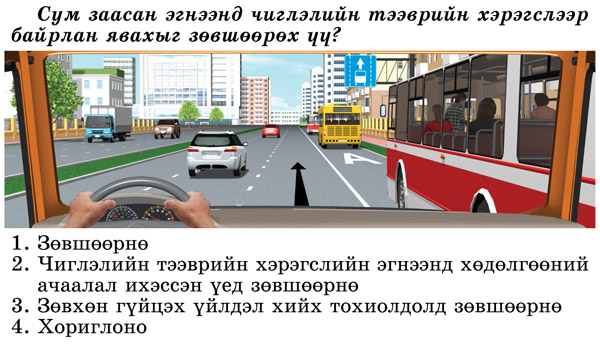 Сум заасан эгнээнд чиглэлийн тээврийн хэрэгслээр
байрлан явахыг зөвшөөрөх үү?
А
1. Зөвшөөрнө
2. Чиглэлийн тээврийн хэрэгслийн эгнээнд хөдөлгөөний
ачаалал ихэссэн үед зөвшөөрнө
3. Зөвхөн гүйцэх үйлдэл хийх тохиолдолд зөвшөөрнө
4. Хориглоно